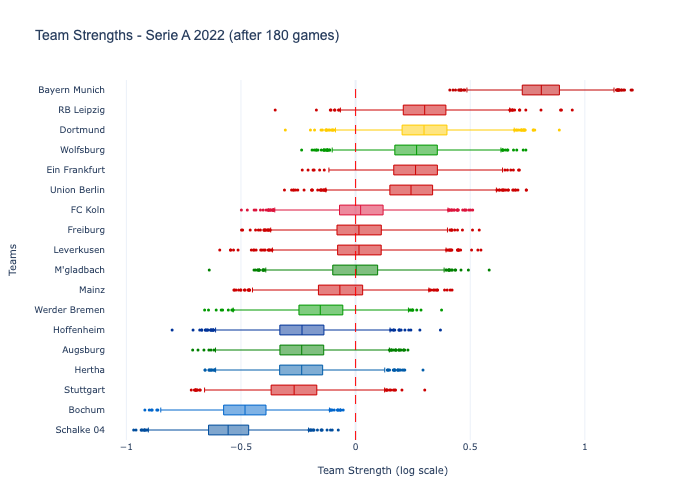 Team Strengths - Serie A 2022 (after 180 games)
Bayern Munich
RB Leipzig
Dortmund
Wolfsburg
Ein Frankfurt
Union Berlin
FC Koln
Freiburg
Leverkusen
M'gladbach
Mainz
Werder Bremen
Hoffenheim
Augsburg
Hertha
Stuttgart
Bochum
Schalke 04
Teams
−1 −0.5 0 0.5 1
Team Strength (log scale)